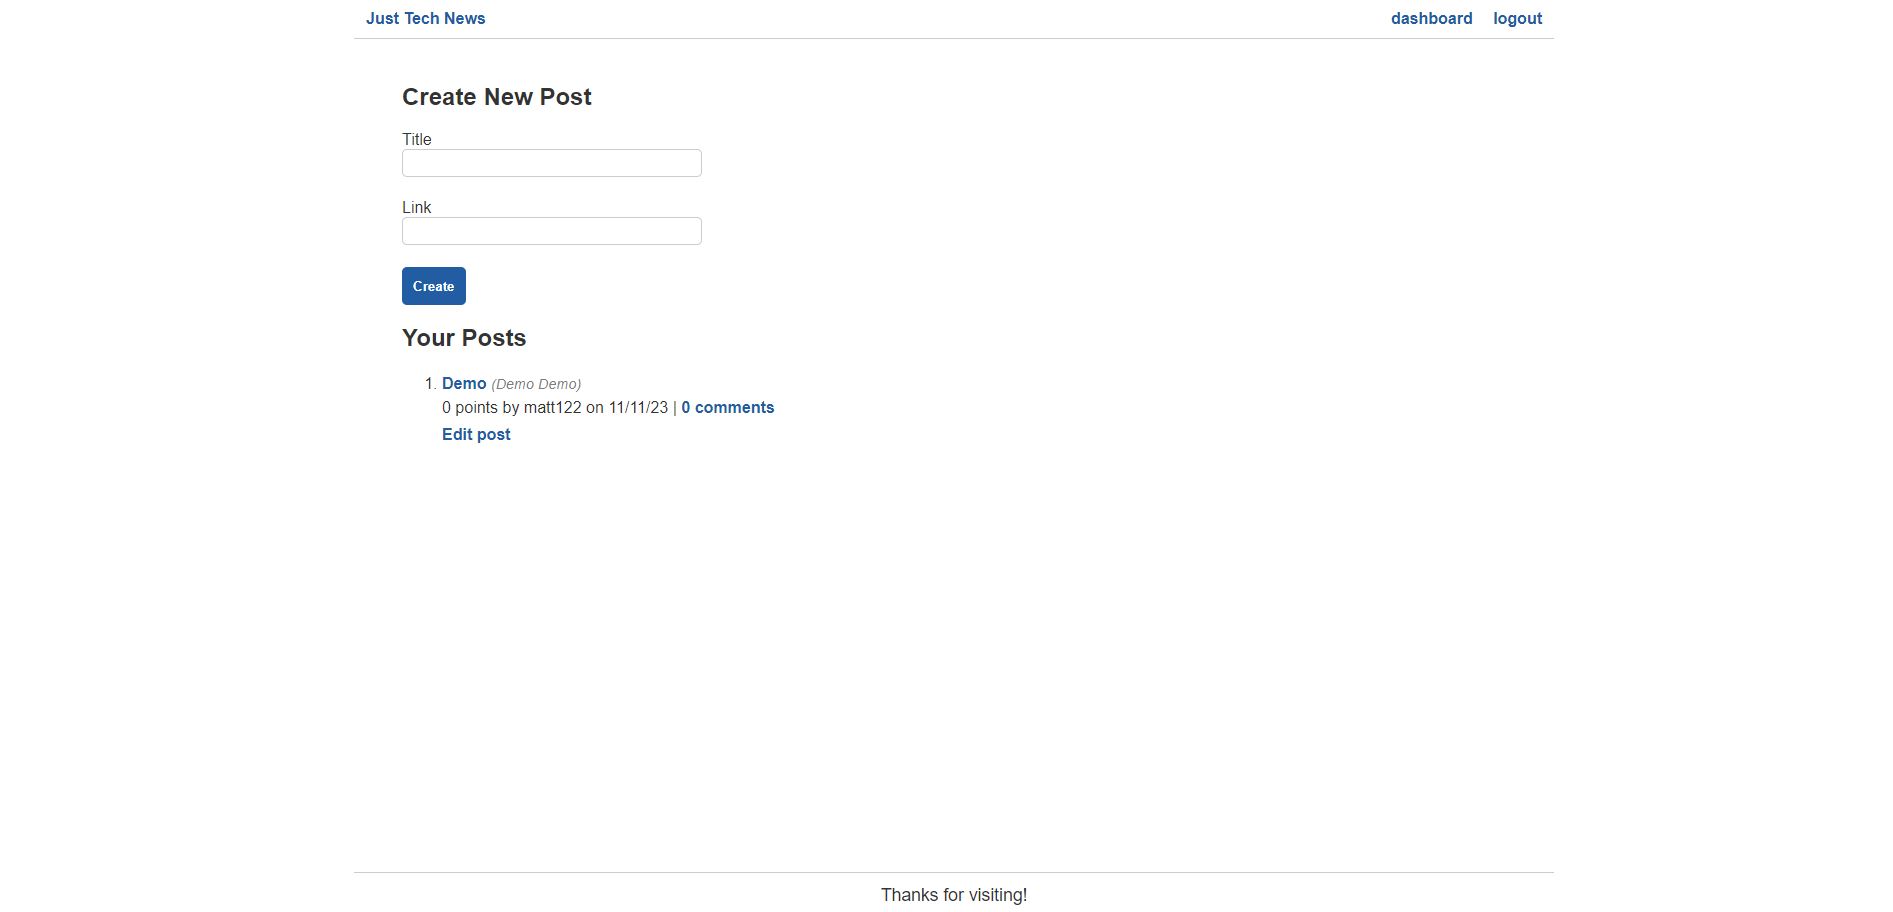 Just Tech News dashboard logout
Create New Post
Title
Link
Create
Your Posts
1. Demo (Demo Demo)
0 points by matt122 on 11/11/23 | 0 comments
Edit post
Thanks for visiting!